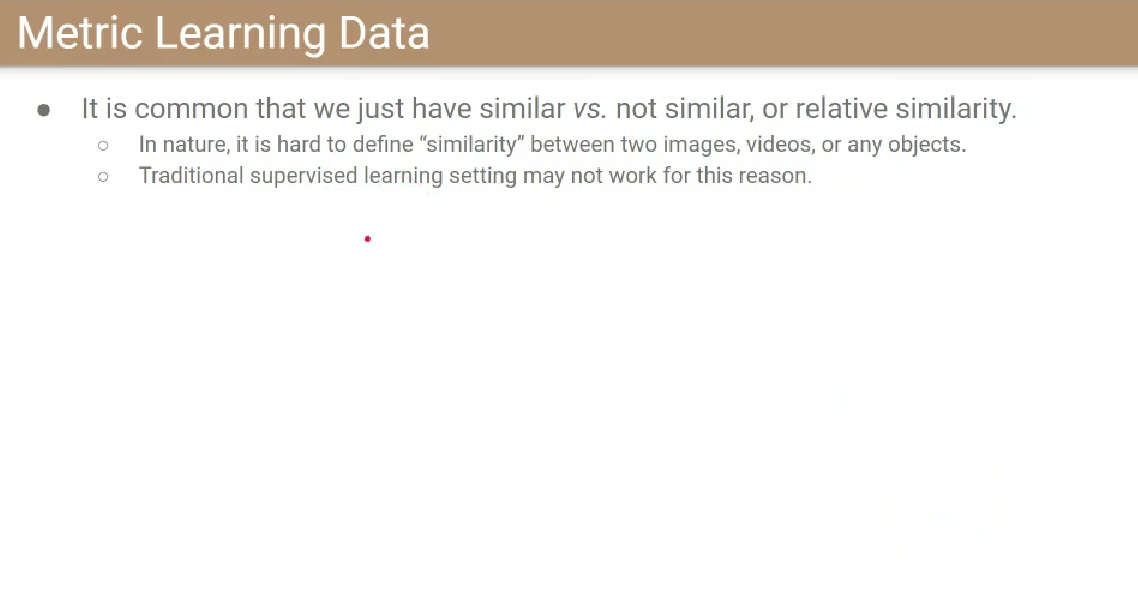 Metric Learning Data
● It is common that we just have similar vs. not similar, or relative similarity.
○ In nature, it is hard to define “similarity” between two images, videos, or any objects.
○ Traditional supervised learning setting may not work for this reason.